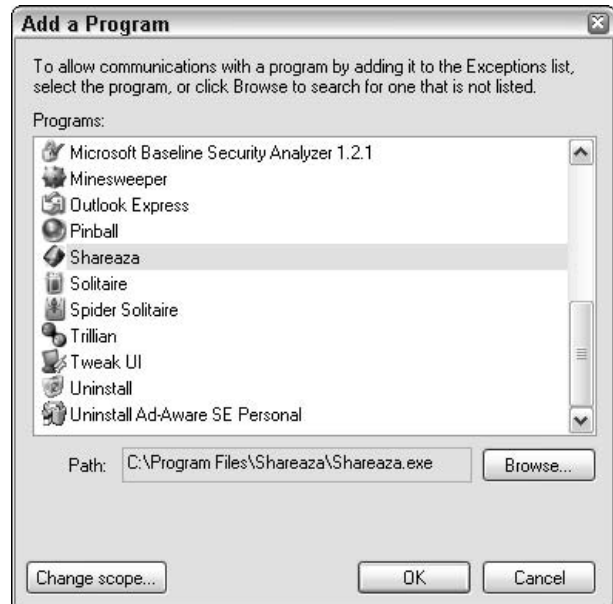 Add a Program
To allow communications with a program by adding it to the Exceptions list,
select the program, or click Browse to search for one that is not listed.
Programs:
Microsoft Baseline Security Analyzer 1.2.1
Minesweeper
Outlook Express
Pinball
Shareaza
Solitaire
Spider Solitaire
Trillian
Tweak UI
Uninstall
Uninstall Ad-Aware SE Personal
Path: C:\Program Files\Shareaza\Shareaza.exe Browse...
Change scope... OK Cancel